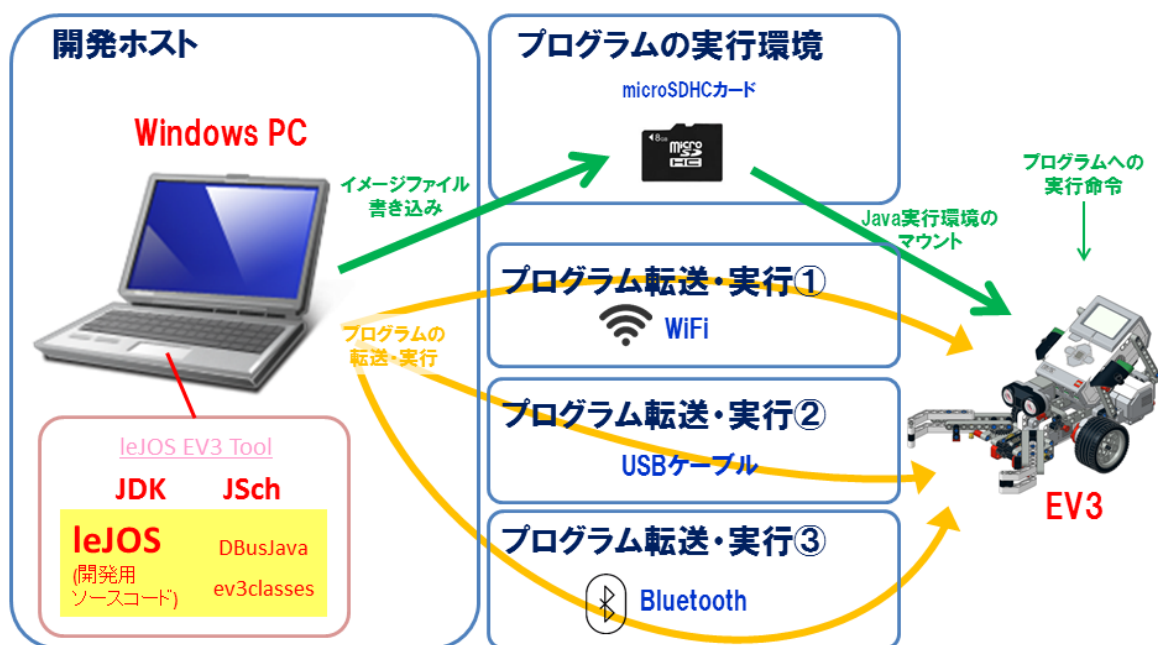 開発ホスト
Windows PC
イメージファイル
書き込み
プログラムの
転送・実行
leJOS EV3 Tool
JDK JSch
leJOS
(開発用
ソースコード)
DBusJava
ev3classes
プログラムの実行環境
microSDHCカード
8GB
micro
SD
HC
Java実行環境の
マウント
プログラム転送・実行①
WiFi
プログラム転送・実行②
USBケーブル
プログラム転送・実行③
Bluetooth
プログラムへの
実行命令
EV3